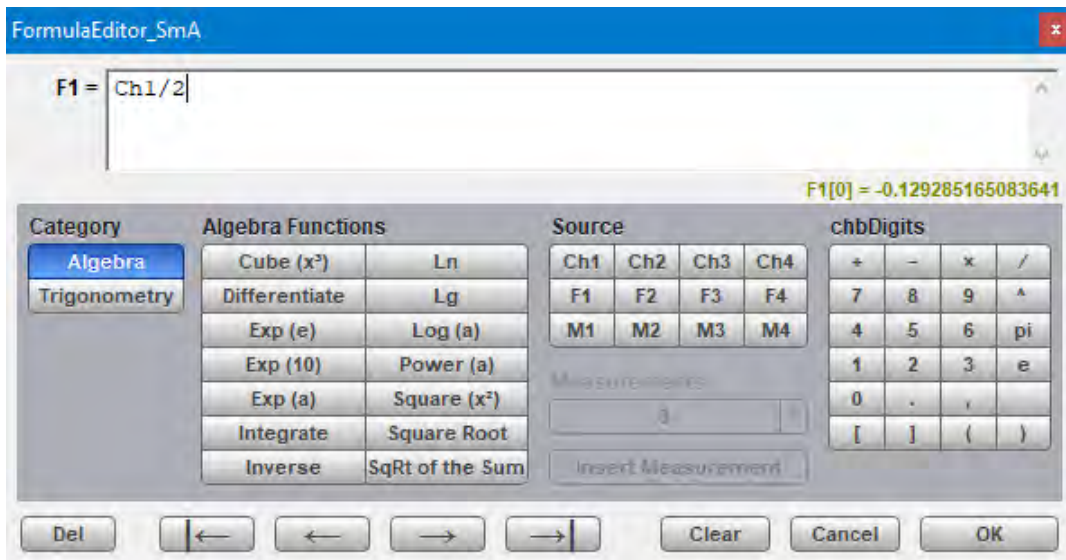 FormulaEditor_SmA
x
F1 = Ch1/2
F1[0] = -0.129285165083641
Category Algebra Functions Source chbDigits
Algebra Cube (x³) Ln Ch1 Ch2 Ch3 Ch4 + - × /
Trigonometry Differentiate Lg F1 F2 F3 F4 7 8 9 ^
Exp (e) Log (a) M1 M2 M3 M4 4 5 6 pi
Exp (10) Power (a) Measurements 1 2 3 e
Exp (a) Square (x²) 0 . ,
Integrate Square Root [ ] ( )
Inverse SqRt of the Sum Insert Measurement
Del |← ← → →| Clear Cancel OK